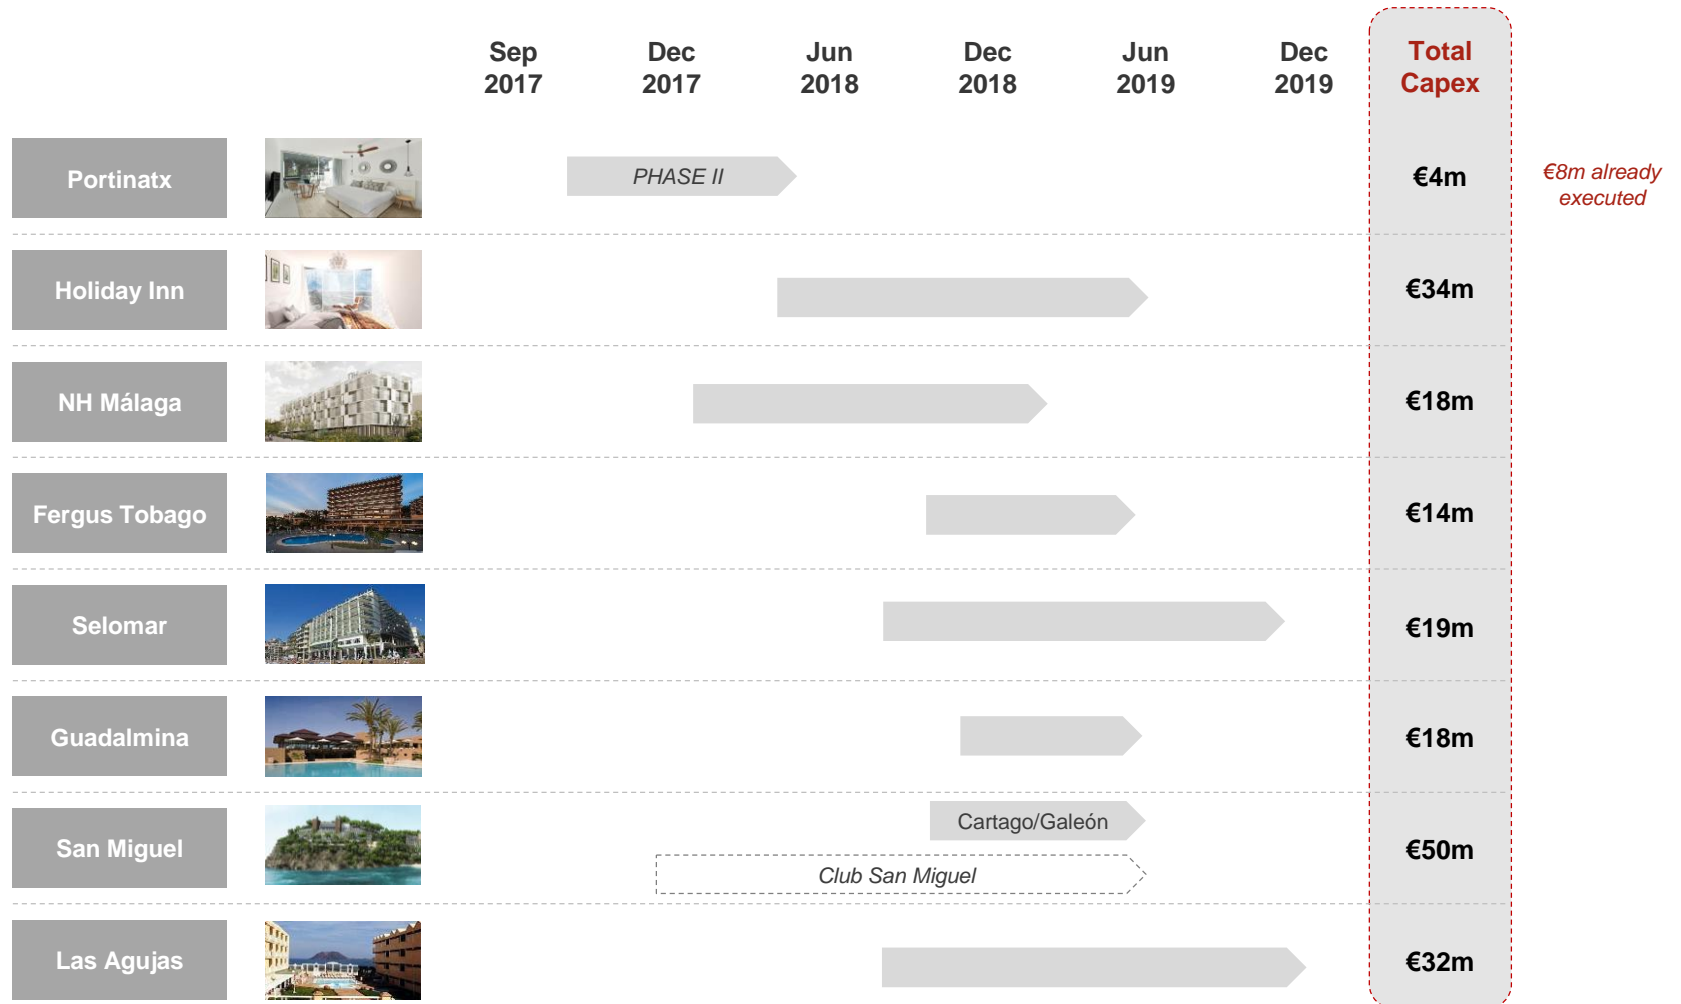 Sep Dec Jun Dec Jun Dec Total
2017 2017 2018 2018 2019 2019 Capex
Portinatx PHASE II €4m €8m already
executed
Holiday Inn €34m
NH Málaga €18m
Fergus Tobago €14m
Selomar €19m
Guadalmina €18m
Cartago/Galeón
San Miguel €50m
Club San Miguel
Las Agujas €32m